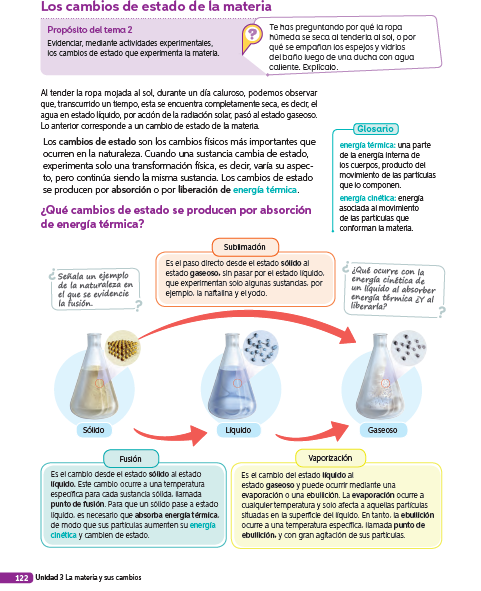 Los cambios de estado de la materia
Propósito del tema 2
Evidenciar, mediante actividades experimentales,
los cambios de estado que experimenta la materia.
?
Te has preguntando por qué la ropa
húmeda se seca al tenderla al sol, o por
qué se empañan los espejos y vidrios
del baño luego de una ducha con agua
caliente. Explícalo.
Al tender la ropa mojada al sol, durante un día caluroso, podemos observar
que, transcurrido un tiempo, esta se encuentra completamente seca, es decir, el
agua en estado líquido, por acción de la radiación solar, pasó al estado gaseoso.
Lo anterior corresponde a un cambio de estado de la materia.
Los cambios de estado son los cambios físicos más importantes que
ocurren en la naturaleza. Cuando una sustancia cambia de estado,
experimenta solo una transformación física, es decir, varía su aspec-
to, pero continúa siendo la misma sustancia. Los cambios de estado
se producen por absorción o por liberación de energía térmica.
Glosario
energía térmica: una parte
de la energía interna de
los cuerpos, producto del
movimiento de las partículas
que lo componen.
energía cinética: energía
asociada al movimiento
de las partículas que
conforman la materia.
¿Qué cambios de estado se producen por absorción
de energía térmica?
Sublimación
Es el paso directo desde el estado sólido al
estado gaseoso, sin pasar por el estado líquido,
que experimentan solo algunas sustancias, por
ejemplo, la naftalina y el yodo.
¿
Señala un ejemplo
de la naturaleza en
el que se evidencie
la fusión.
?
¿
¿Qué ocurre con la
energía cinética de
un líquido al absorber
energía térmica ¿Y al
liberarla?
?
Sólido
Líquido
Gaseoso
Fusión
Es el cambio desde el estado sólido al estado
líquido. Este cambio ocurre a una temperatura
específica para cada sustancia sólida, llamada
punto de fusión. Para que un sólido pase a estado
líquido, es necesario que absorba energía térmica,
de modo que sus partículas aumenten su energía
cinética y cambien de estado.
Vaporización
Es el cambio del estado líquido al
estado gaseoso y puede ocurrir mediante una
evaporación o una ebullición. La evaporación ocurre a
cualquier temperatura y solo afecta a aquellas partículas
situadas en la superficie del líquido. En tanto, la ebullición
ocurre a una temperatura específica, llamada punto de
ebullición, y con gran agitación de sus partículas.
122 Unidad 3 La materia y sus cambios